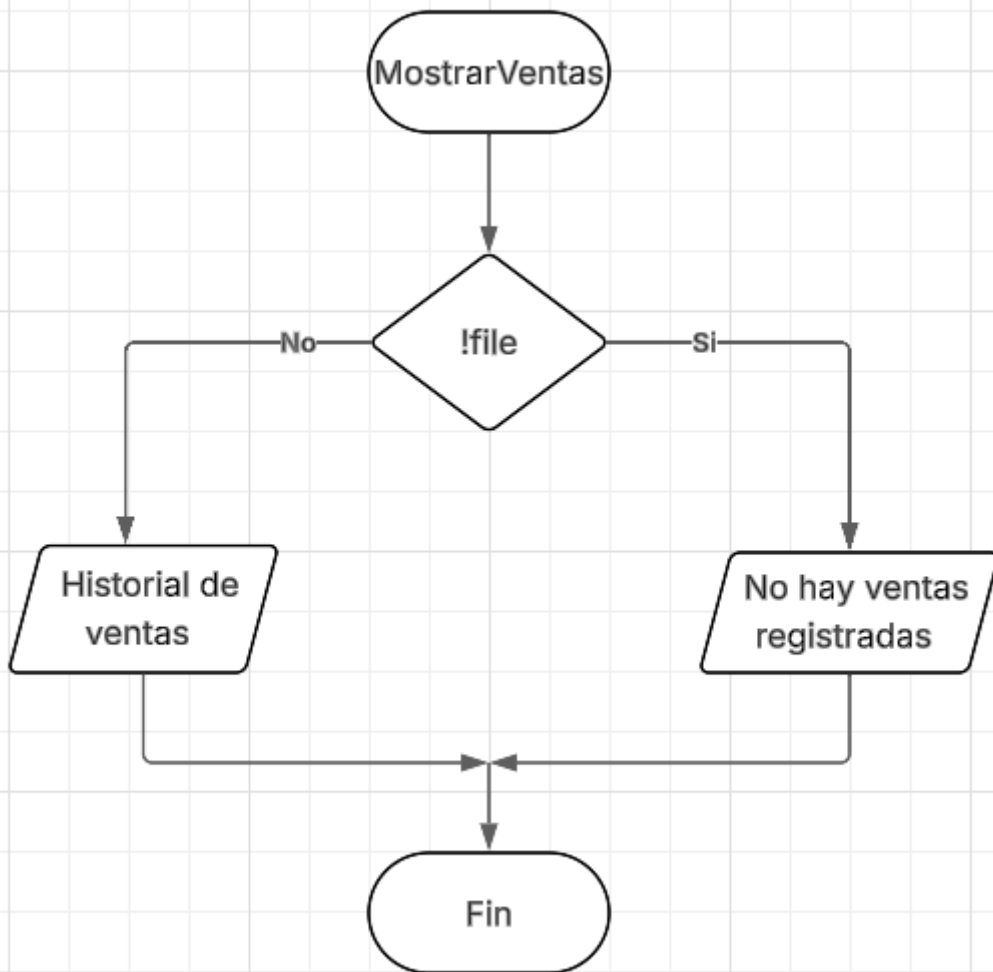 MostrarVentas
!file
No
Si
Historial de
ventas
No hay ventas
registradas
Fin